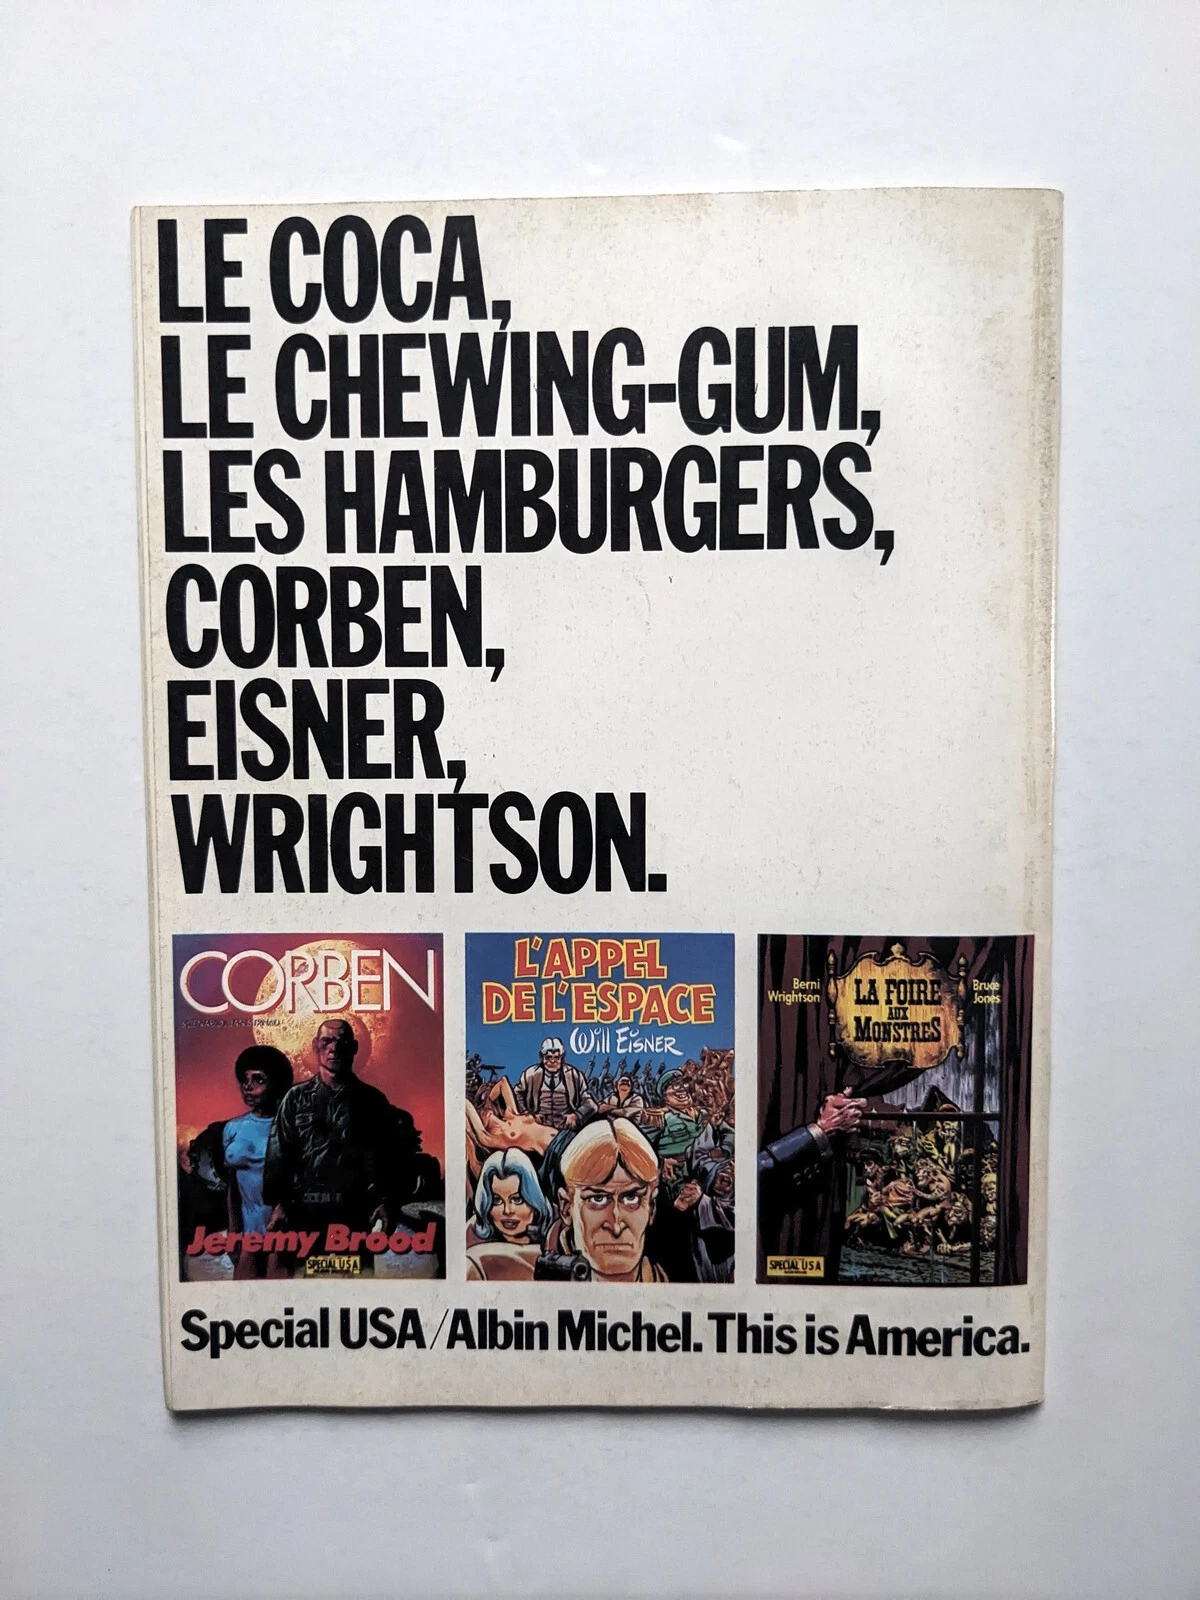 LE COCA,
LE CHEWING-GUM,
LES HAMBURGERS,
CORBEN,
EISNER,
WRIGHTSON.
CORBEN
Jeremy Brood
SPECIAL USA
L'APPEL
DE L'ESPACE
Will EISNER
Berni
Wrightson
LA FOIRE
AUX
MONSTRES
Bruce
Jones
SPECIAL USA
Special USA/Albin Michel. This is America.